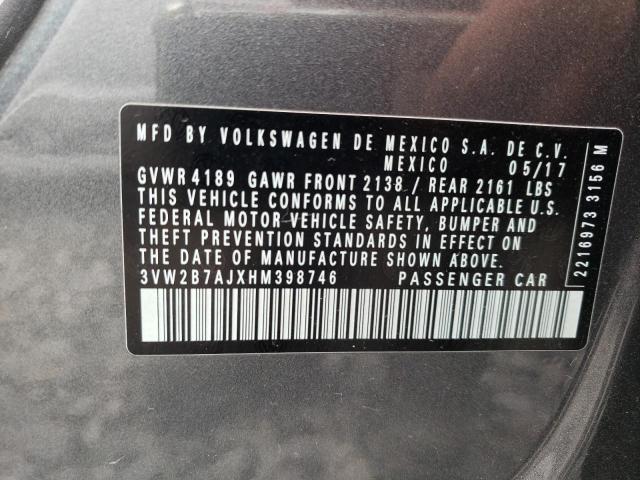 MFD BY VOLKSWAGEN DE MEXICO S.A. DE C.V.
MEXICO 05/17
GVWR 4189 GAWR FRONT 2138 / REAR 2161 LBS
THIS VEHICLE CONFORMS TO ALL APPLICABLE U.S.
FEDERAL MOTOR VEHICLE SAFETY, BUMPER AND
THEFT PREVENTION STANDARDS IN EFFECT ON
THE DATE OF MANUFACTURE SHOWN ABOVE.
3VW2B7AJXHM398746 PASSENGER CAR
2216973 3156 M